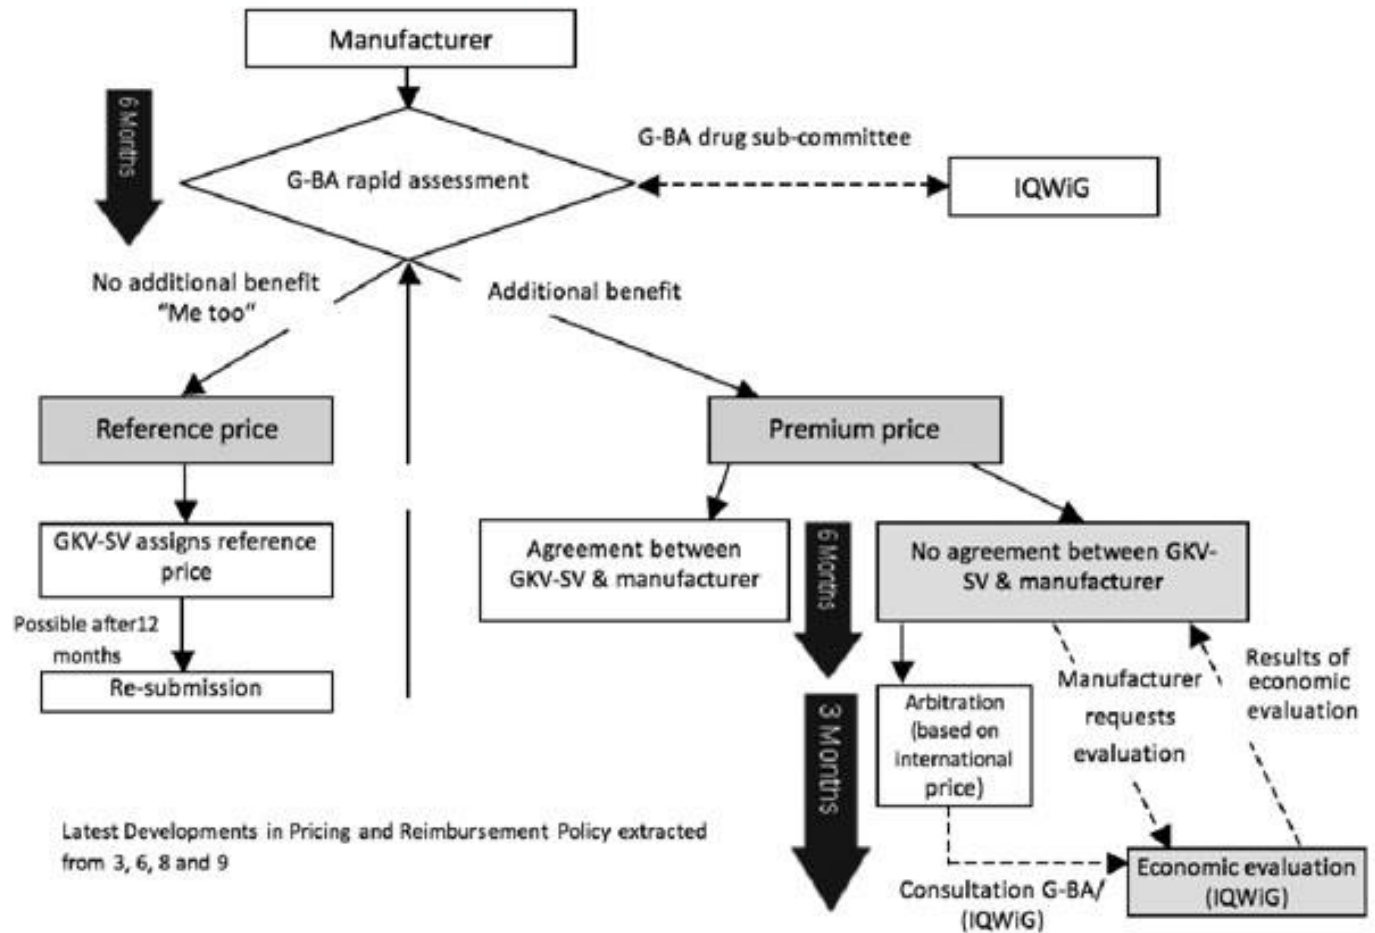 Manufacturer
6 Months
G-BA drug sub-committee
G-BA rapid assessment
IQWiG
No additional benefit
“Me too”
Additional benefit
Reference price
Premium price
GKV-SV assigns reference
price
Possible after12
months
Re-submission
Agreement between
GKV-SV & manufacturer
6 Months
No agreement between GKV-
SV & manufacturer
3 Months
Arbitration
(based on
international
price)
Manufacturer
requests
evaluation
Results of
economic
evaluation
Latest Developments in Pricing and Reimbursement Policy extracted
from 3, 6, 8 and 9
Consultation G-BA/
(IQWiG)
Economic evaluation
(IQWiG)